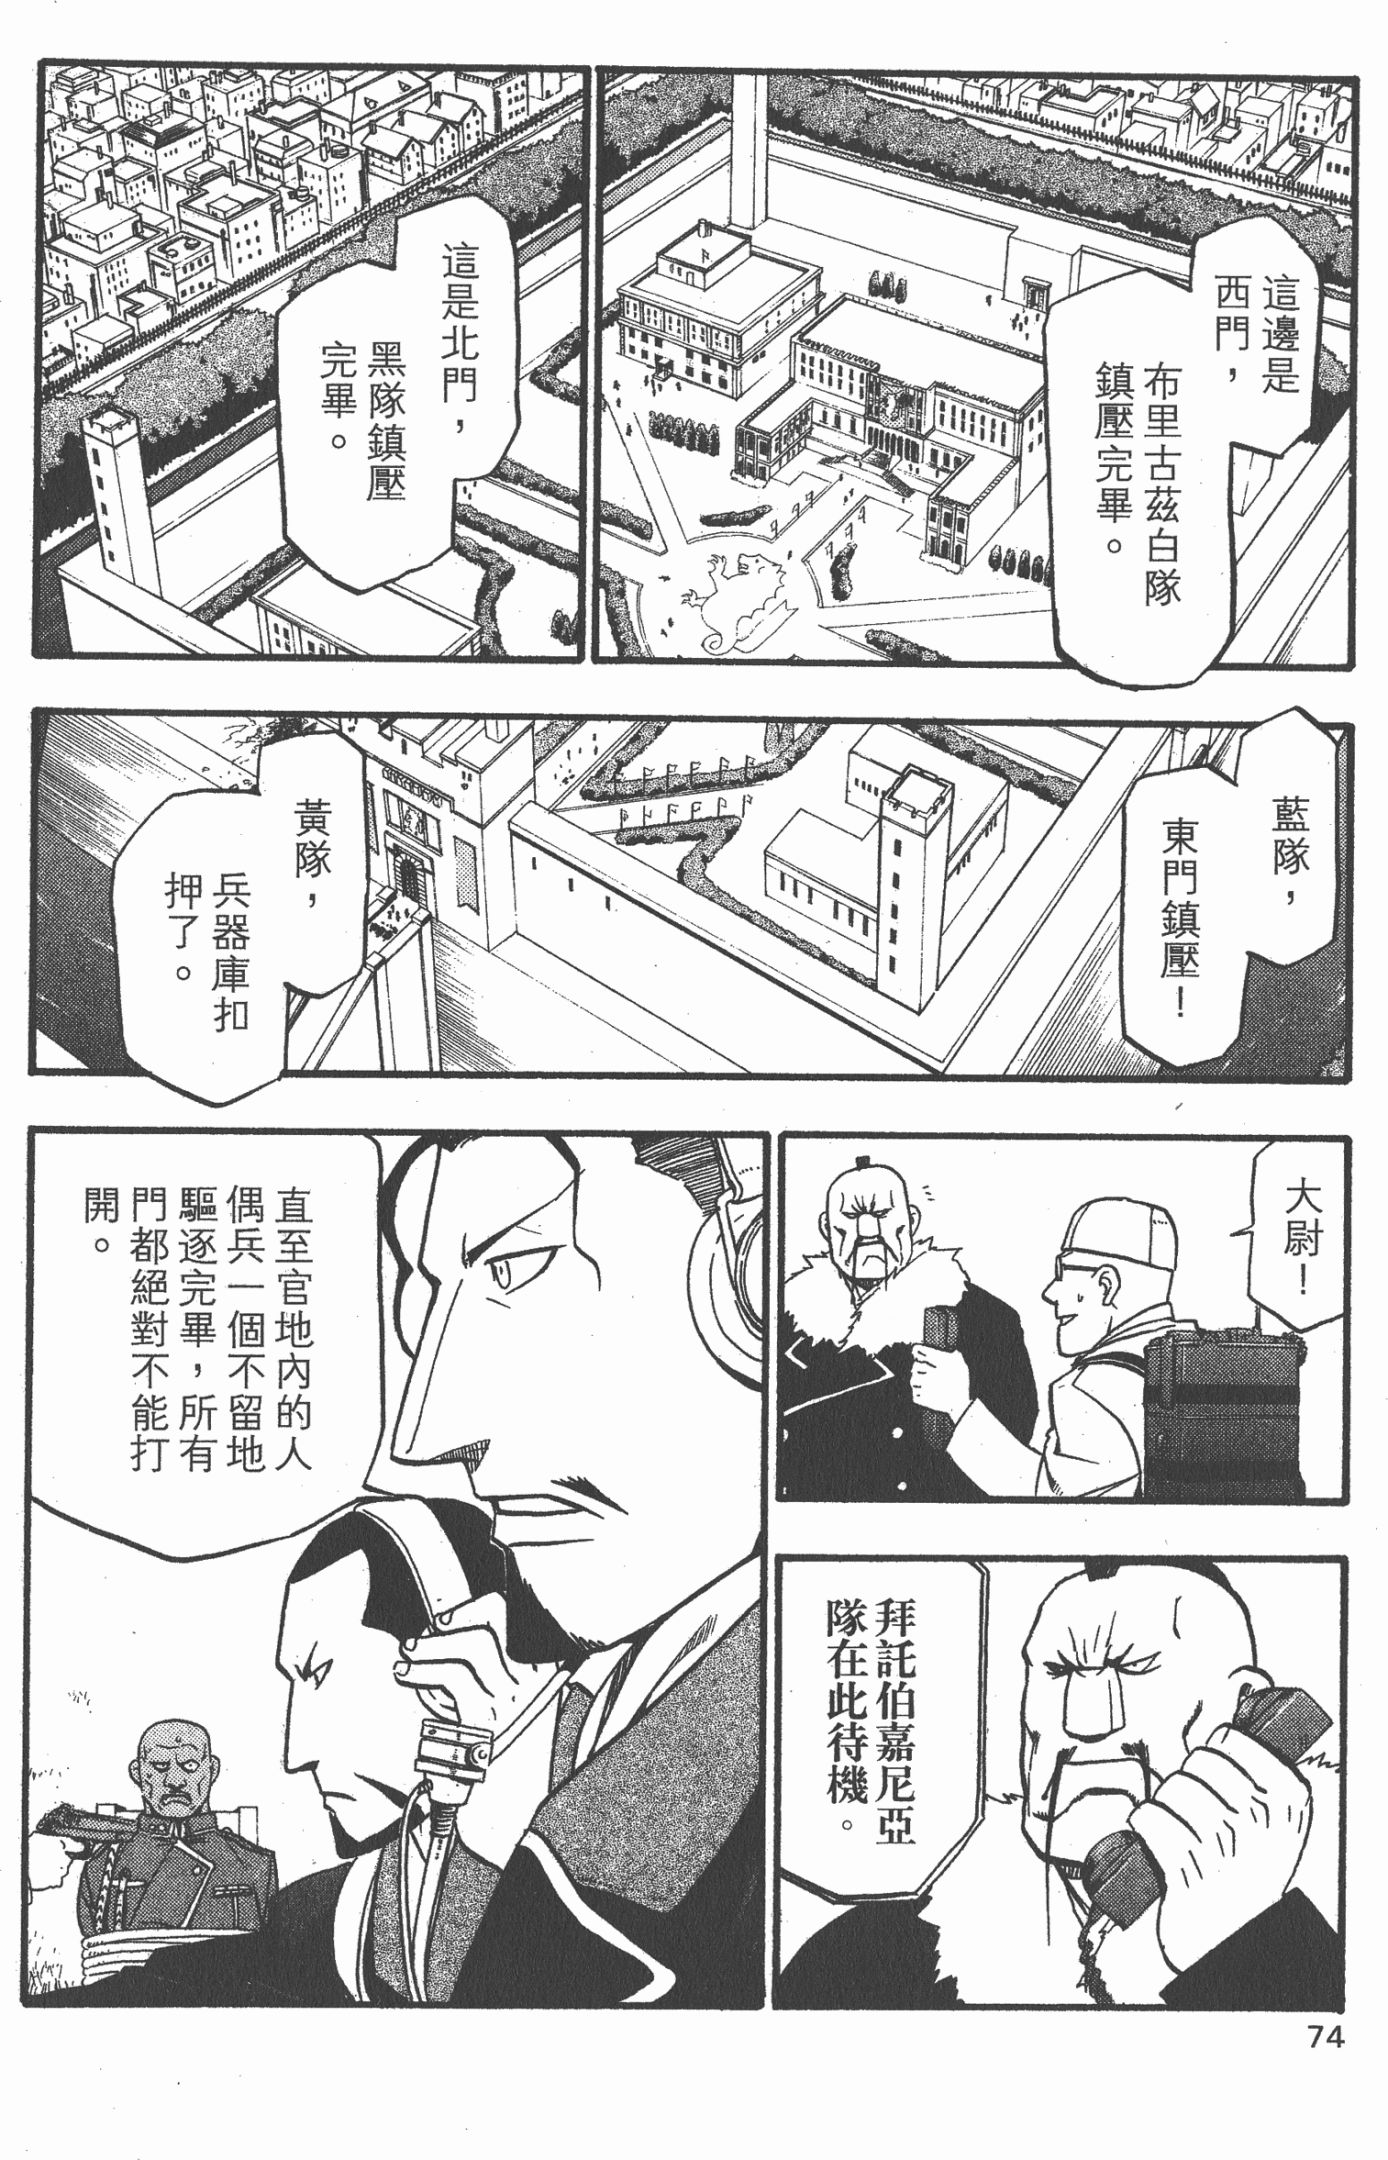 這邊是
西門，
布里古茲白隊
鎮壓完畢。
這是北門，
黑隊鎮壓
完畢。
藍隊，
東門鎮壓！
黃隊，
兵器庫扣
押了。
大尉！
拜託伯嘉尼亞
隊在此待機。
直至官地內的人
偶兵一個不留地
驅逐完畢，所有
門都絕對不能打
開。
74